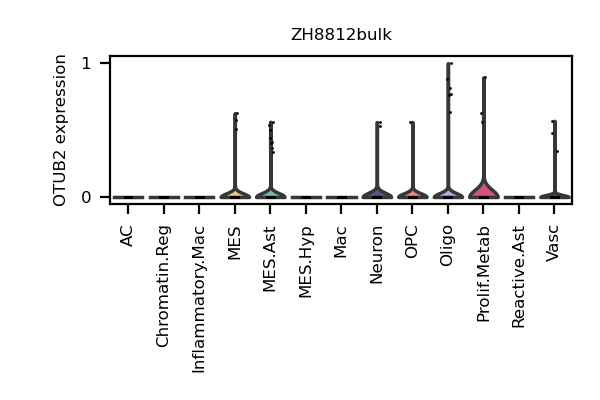 ZH8812bulk
OTUB2 expression
1
0
AC
Chromatin.Reg
Inflammatory.Mac
MES
MES.Ast
MES.Hyp
Mac
Neuron
OPC
Oligo
Prolif.Metab
Reactive.Ast
Vasc